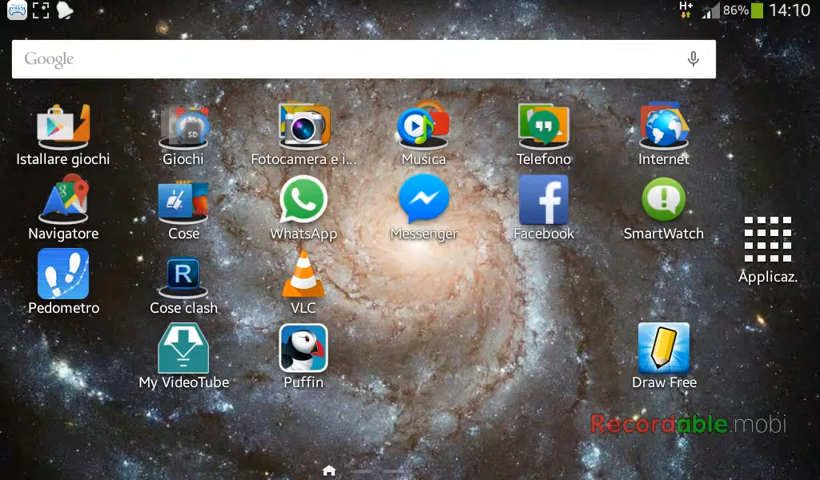 H+ 86% 14:10
Google
Istallare giochi Giochi Fotocamera e i... Musica Telefono Internet
SD
Navigatore Cose WhatsApp Messenger Facebook SmartWatch
Applicaz.
Pedometro Cose clash VLC
My VideoTube Puffin Draw Free
Recordable.mobi